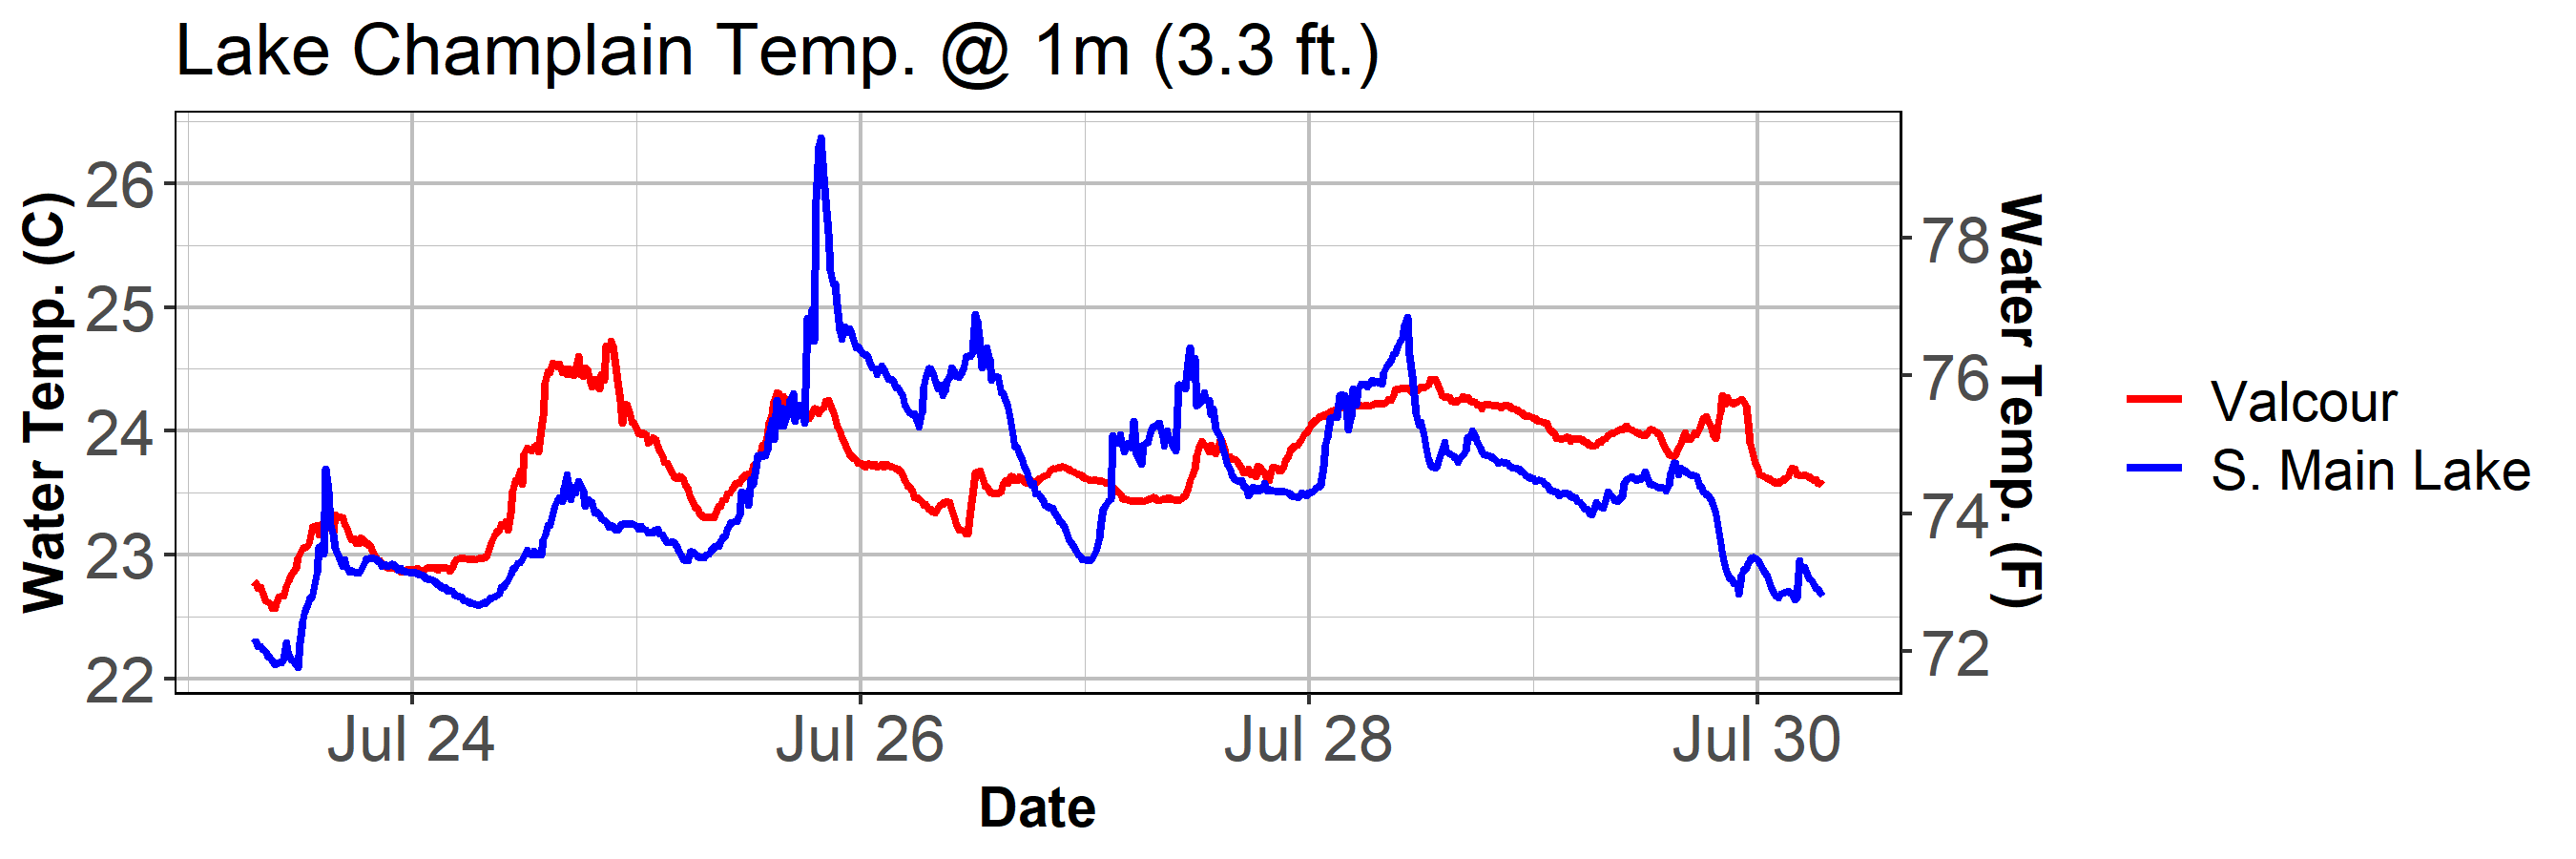 Lake Champlain Temp. @ 1m (3.3 ft.)
Water Temp. (C)
26
25
24
23
22
78
76
74
72
Water Temp. (F)
Jul 24 Jul 26 Jul 28 Jul 30
Date
Valcour
S. Main Lake